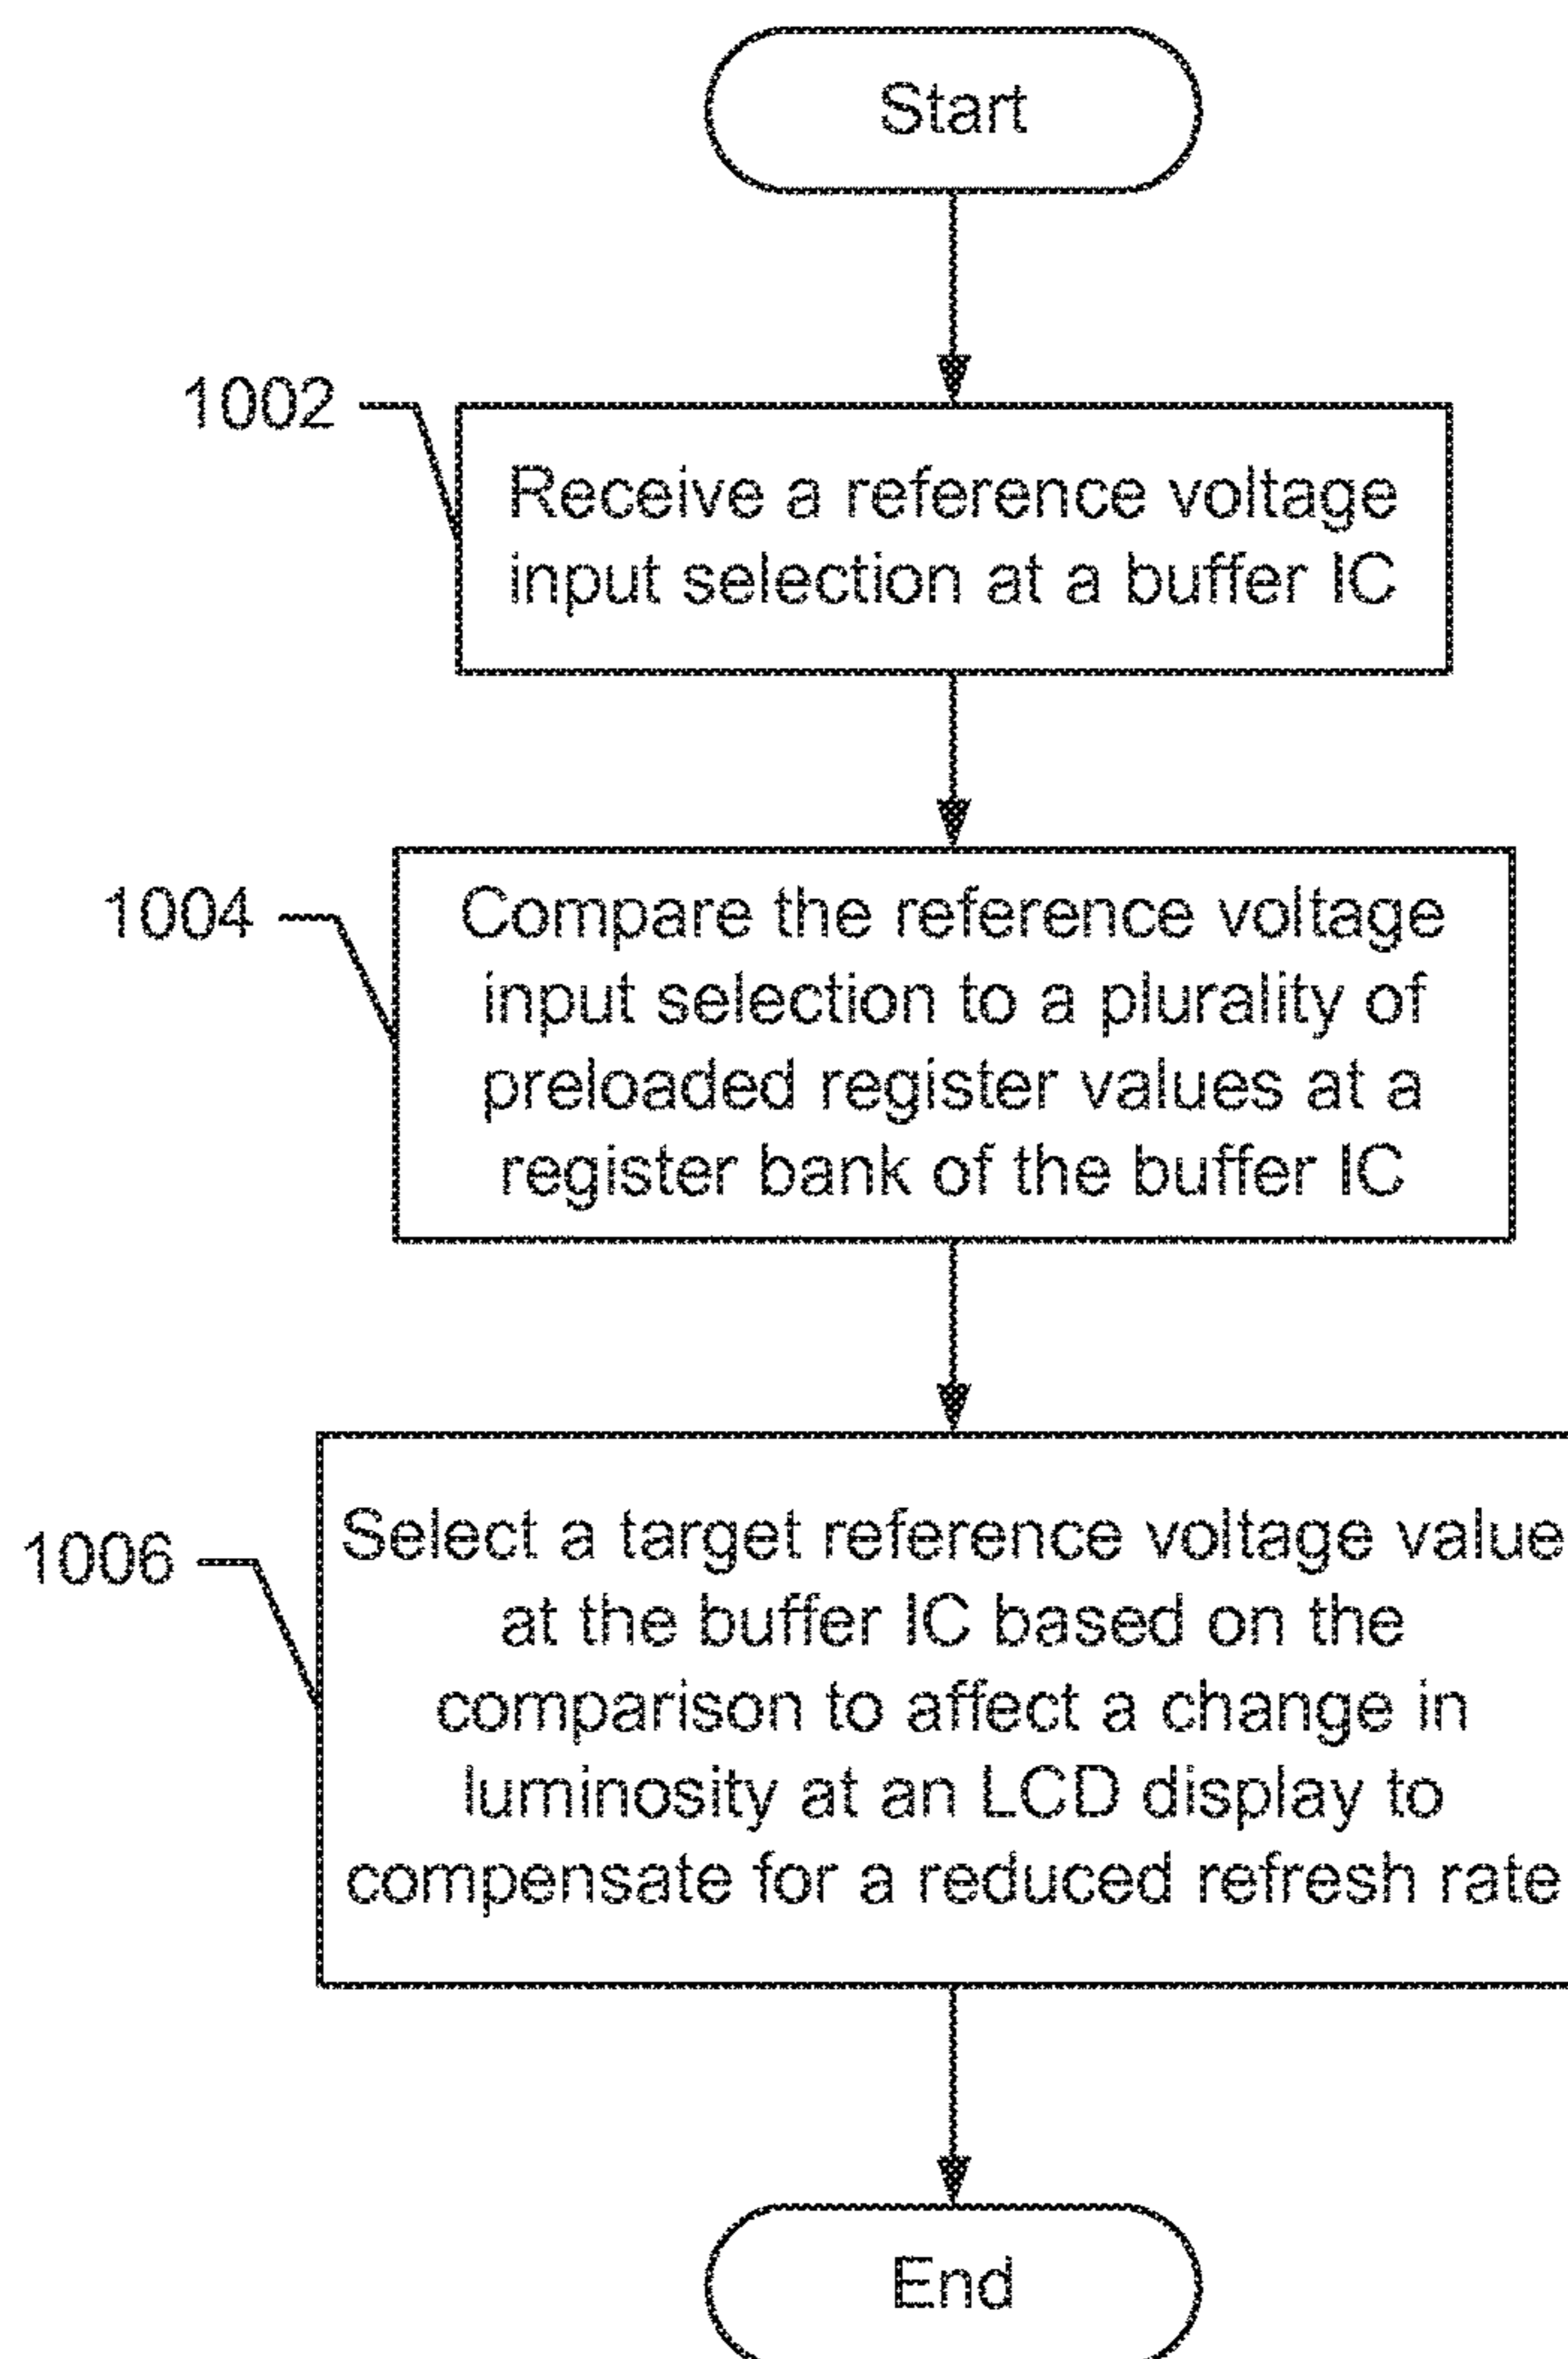 Start
1002
Receive a reference voltage
input selection at a buffer IC
1004
Compare the reference voltage
input selection to a plurality of
preloaded register values at a
register bank of the buffer IC
1006
Select a target reference voltage value
at the buffer IC based on the
comparison to affect a change in
luminosity at an LCD display to
compensate for a reduced refresh rate
End